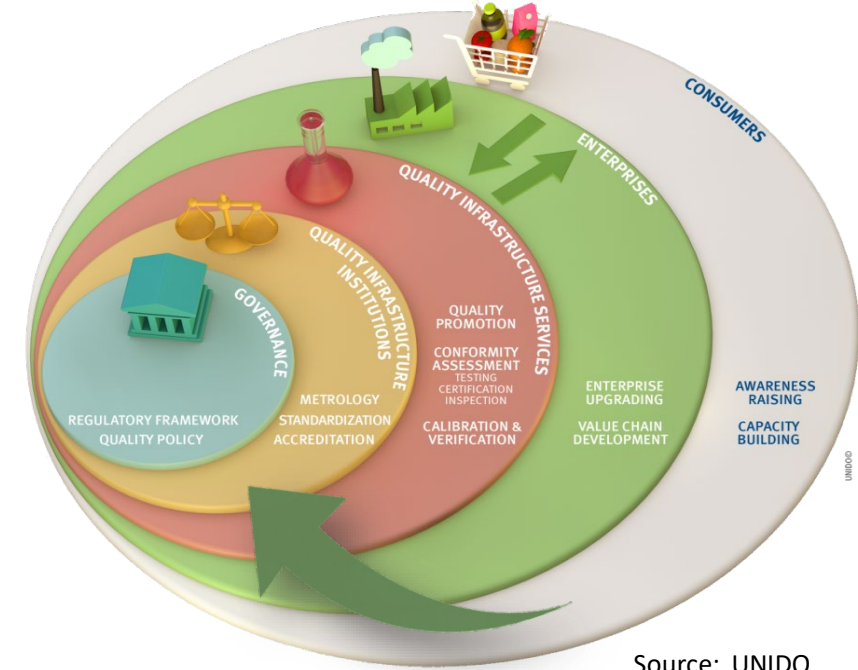 CONSUMERS
ENTERPRISES
QUALITY INFRASTRUCTURE SERVICES
QUALITY INFRASTRUCTURE
INSTITUTIONS
GOVERNANCE
REGULATORY FRAMEWORK
QUALITY POLICY
METROLOGY
STANDARDIZATION
ACCREDITATION
QUALITY
PROMOTION
CONFORMITY
ASSESSMENT
TESTING
CERTIFICATION
INSPECTION
CALIBRATION &
VERIFICATION
ENTERPRISE
UPGRADING
VALUE CHAIN
DEVELOPMENT
AWARENESS
RAISING
CAPACITY
BUILDING
UNIDO©
Source: UNIDO